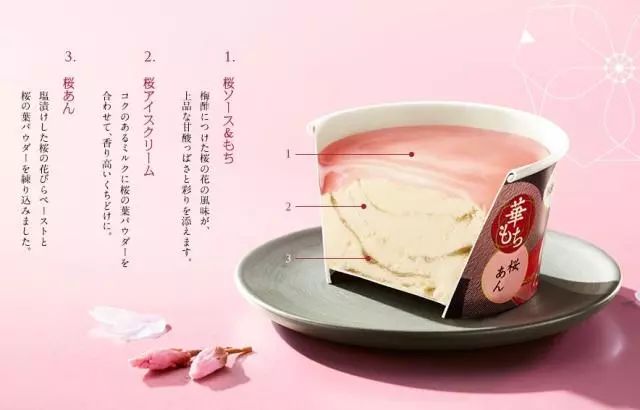 1.
桜ソース&もち
梅酢につけた桜の花の風味が、
上品な甘酸っぱさと彩りを添えます。
2.
桜アイスクリーム
コクのあるミルクに桜の葉パウダーを
合わせて、香り高いくちどけに。
3.
桜あん
塩漬けした桜の花びらペーストと
桜の葉パウダーを練り込みました。
1
2
3
華もち
桜あん